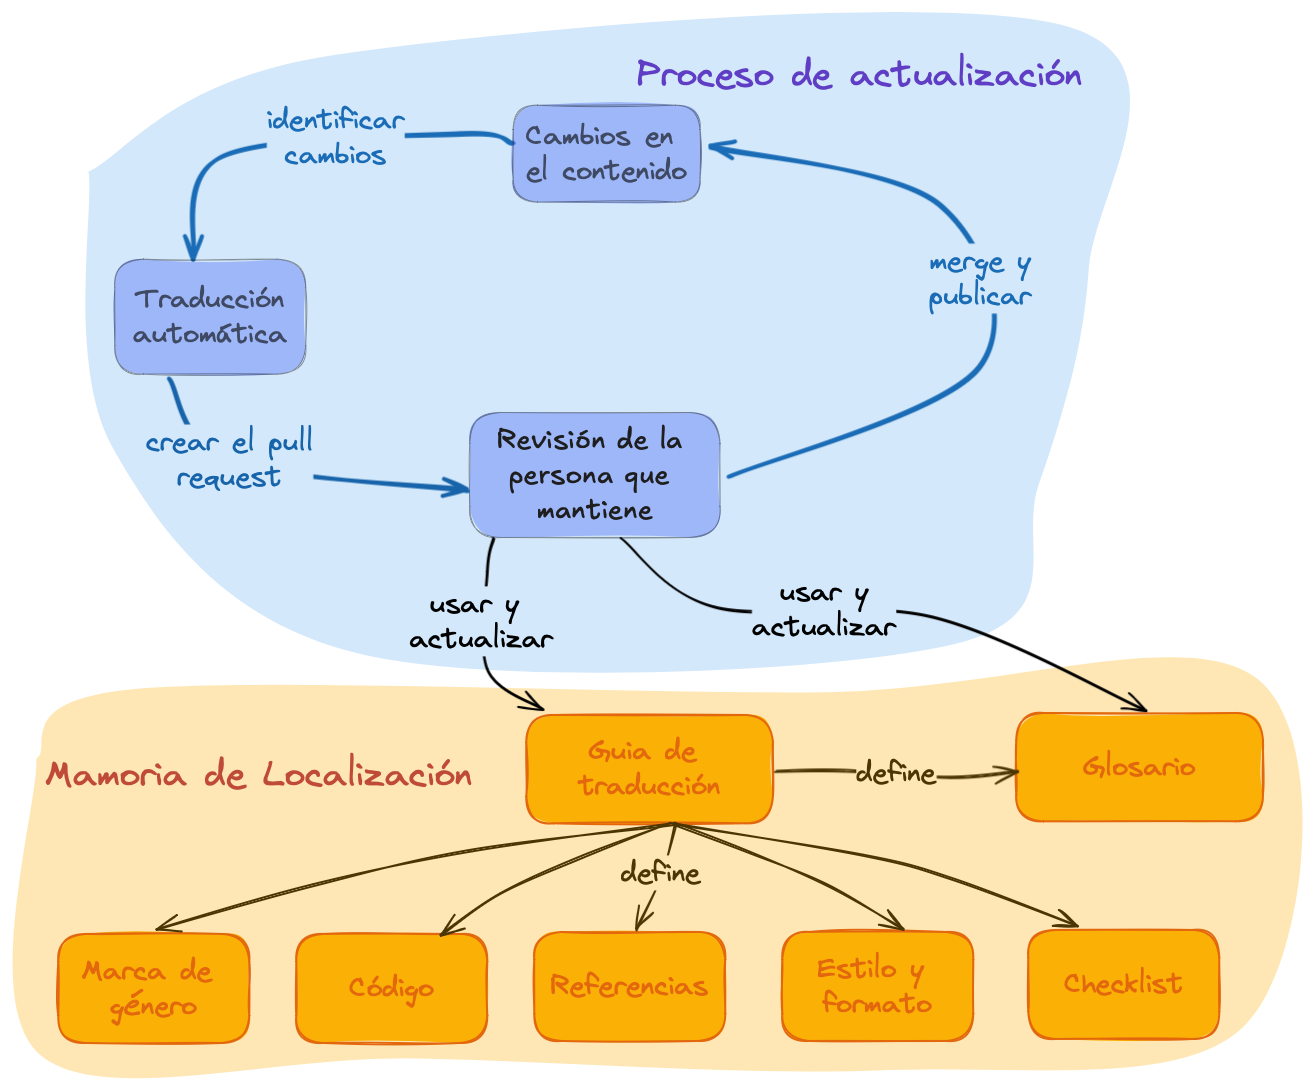 Proceso de actualización
identificar
cambios
Cambios en
el contenido
merge y
publicar
Traducción
automática
crear el pull
request
Revisión de la
persona que
mantiene
usar y
actualizar
usar y
actualizar
Mamoria de Localización
Guia de
traducción
define
Glosario
define
Marca de
género
Código
Referencias
Estilo y
formato
Checklist